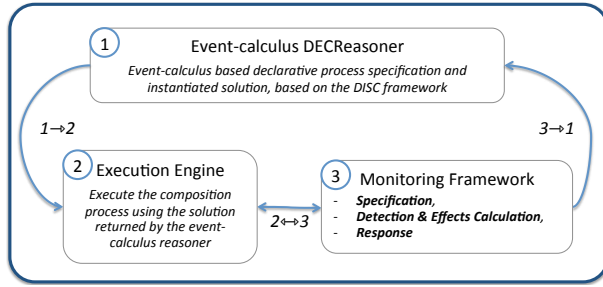 1
Event-calculus DECReasoner
Event-calculus based declarative process specification and
instantiated solution, based on the DISC framework
1→2
3→1
2
Execution Engine
Execute the composition
process using the solution
returned by the event-
calculus reasoner
2↔3
3
Monitoring Framework
- Specification,
- Detection & Effects Calculation,
- Response